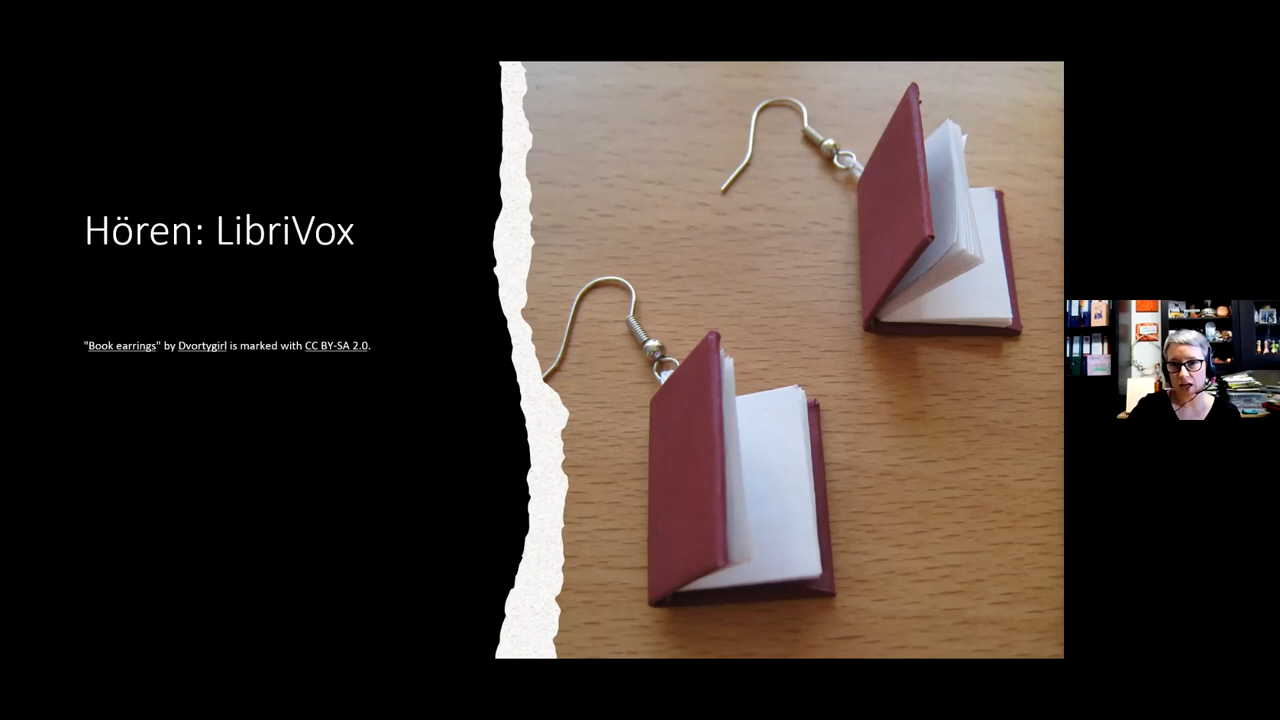 Hören: LibriVox
"Book earrings" by Dvortygirl is marked with CC BY-SA 2.0.